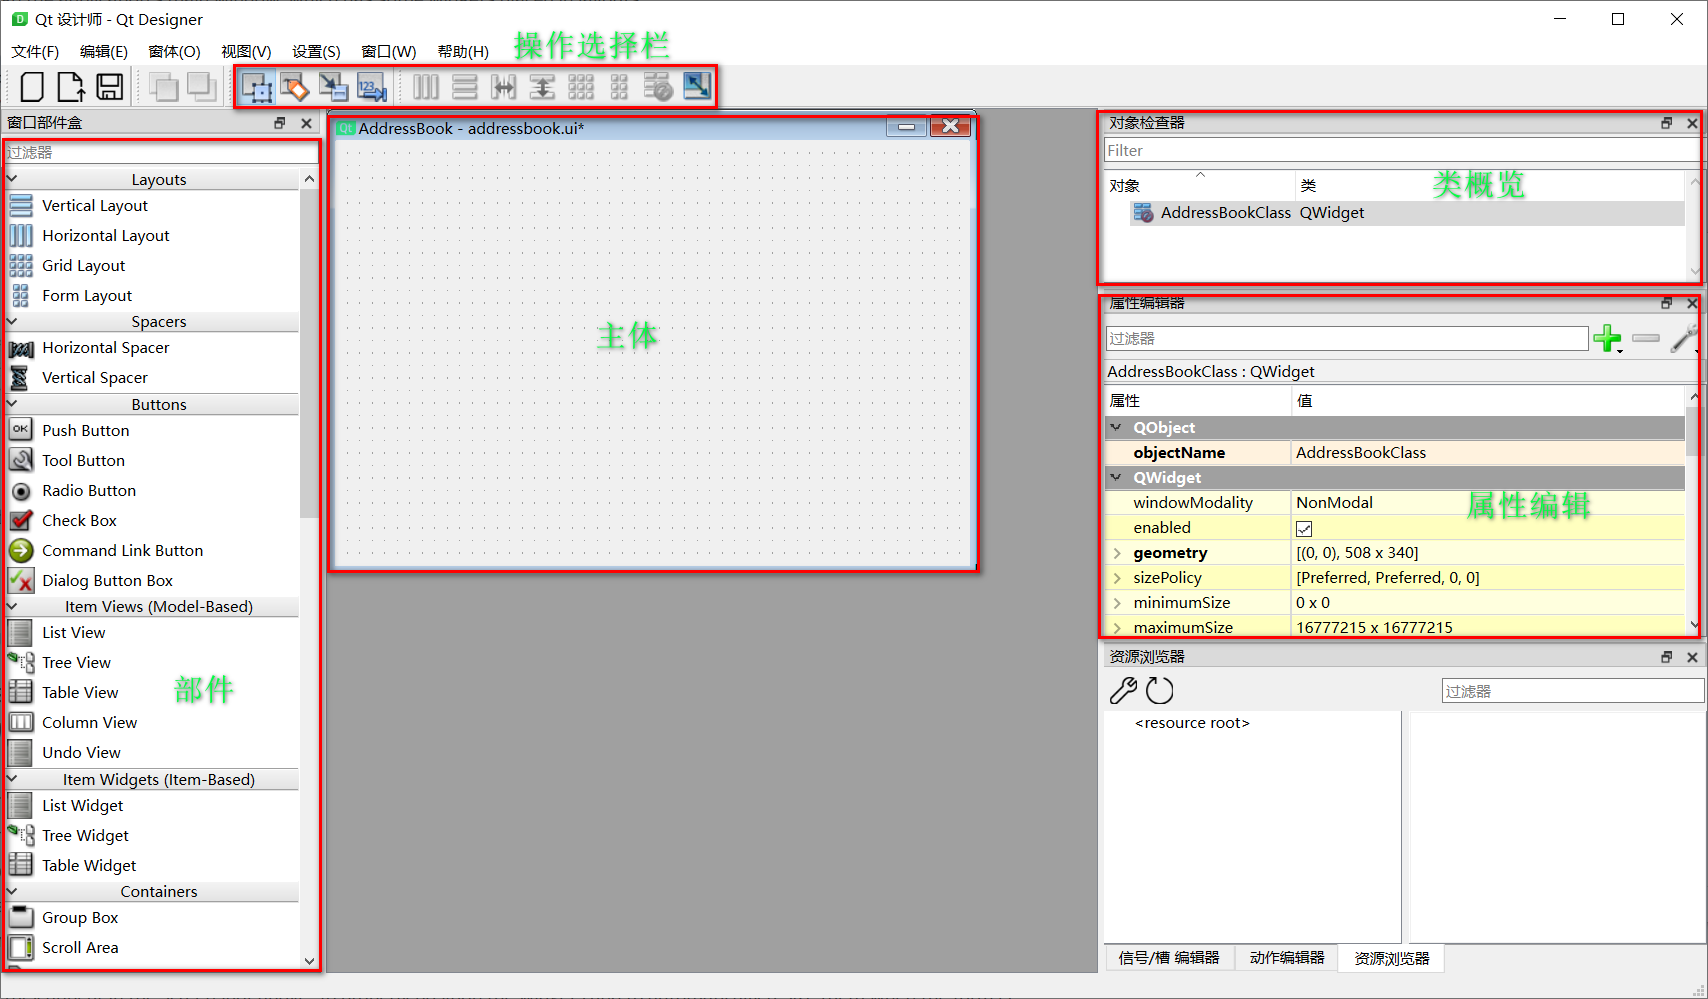 Qt 设计师 - Qt Designer
文件(F) 编辑(E) 窗体(O) 视图(V) 设置(S) 窗口(W) 帮助(H)
操作选择栏
窗口部件盒
过滤器
Layouts
Vertical Layout
Horizontal Layout
Grid Layout
Form Layout
Spacers
Horizontal Spacer
Vertical Spacer
Buttons
OK Push Button
Tool Button
Radio Button
Check Box
Command Link Button
Dialog Button Box
Item Views (Model-Based)
List View
Tree View
Table View
Column View
Undo View
部件
Item Widgets (Item-Based)
List Widget
Tree Widget
Table Widget
Containers
Group Box
Scroll Area
AddressBook - addressbook.ui*
主体
对象检查器
Filter
对象 类
类概览
AddressBookClass QWidget
属性编辑器
过滤器
AddressBookClass : QWidget
属性 值
QObject
objectName AddressBookClass
QWidget
windowModality NonModal
属性编辑
enabled
geometry [(0, 0), 508 x 340]
sizePolicy [Preferred, Preferred, 0, 0]
minimumSize 0 x 0
maximumSize 16777215 x 16777215
资源浏览器
过滤器
<resource root>
信号/槽 编辑器 动作编辑器 资源浏览器